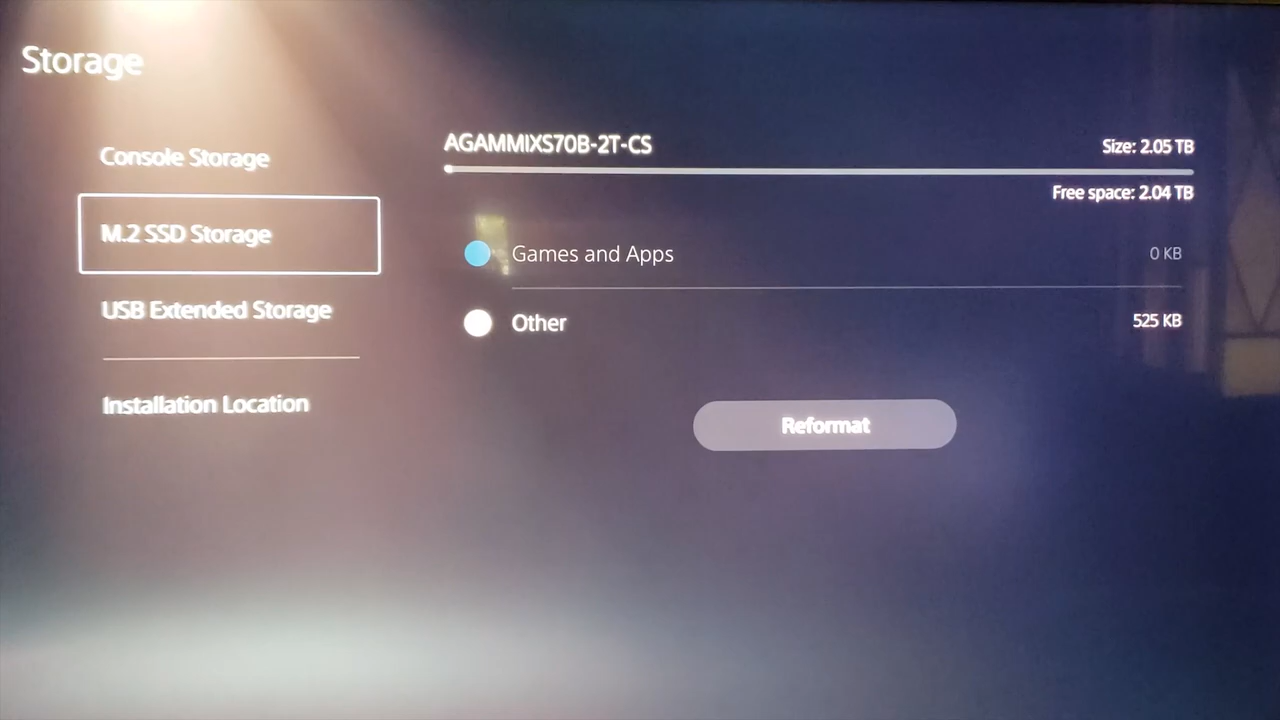 Storage
Console Storage
M.2 SSD Storage
USB Extended Storage
Installation Location
AGAMMIXS70B-2T-CS
Size: 2.05 TB
Free space: 2.04 TB
Games and Apps
0 KB
Other
525 KB
Reformat